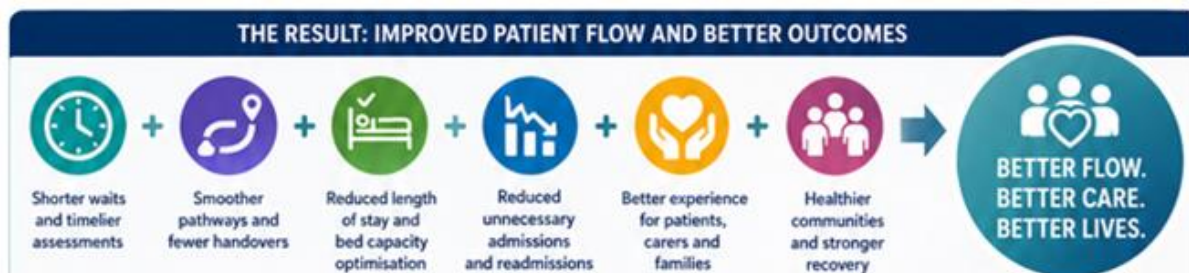 THE RESULT: IMPROVED PATIENT FLOW AND BETTER OUTCOMES
Shorter waits
and timelier
assessments
Smoother
pathways and
fewer handovers
Reduced length
of stay and
bed capacity
optimisation
Reduced
unnecessary
admissions
and readmissions
Better experience
for patients,
carers and
families
Healthier
communities
and stronger
recovery
BETTER FLOW.
BETTER CARE.
BETTER LIVES.